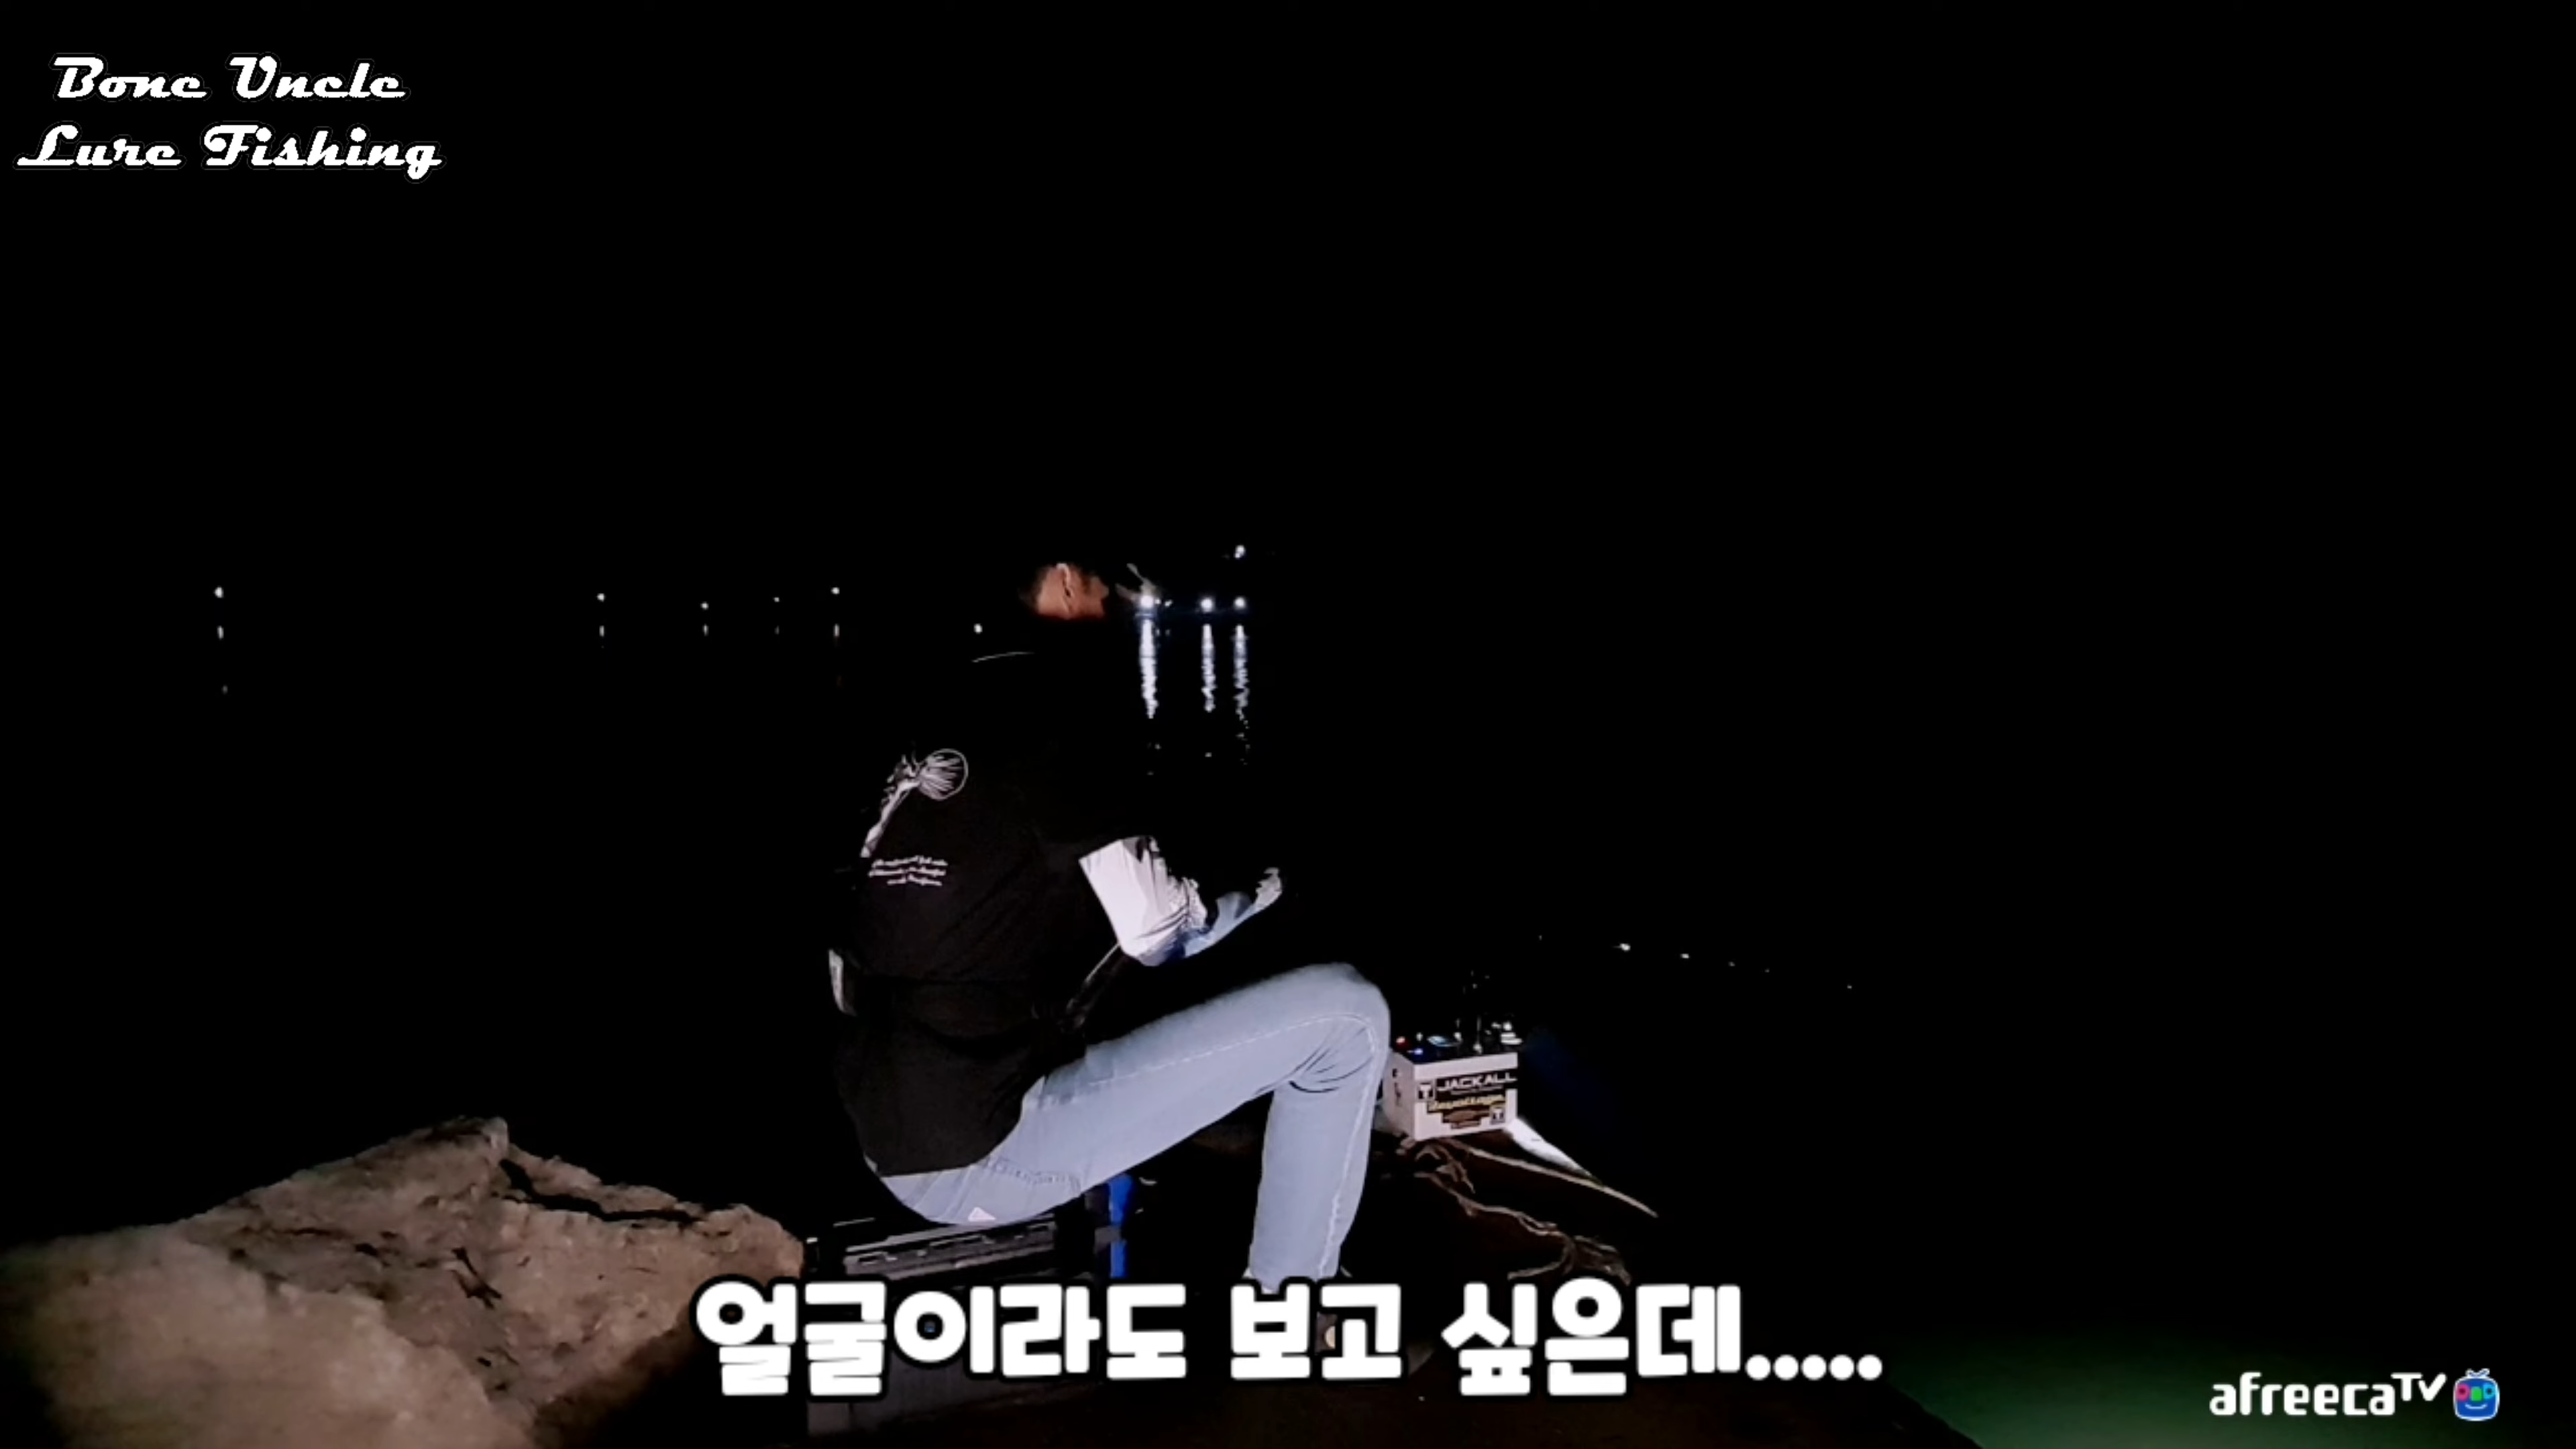 Bone Uncle
Lure Fishing
JACKALL
얼굴이라도 보고 싶은데.....
afreecaTV